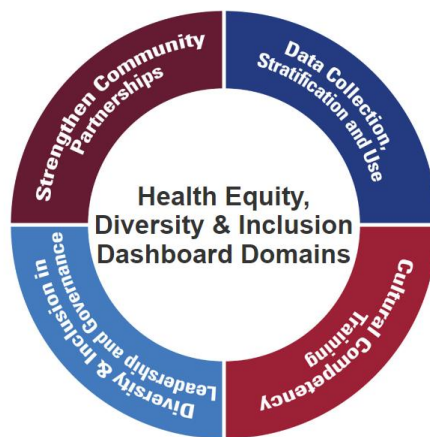 Strengthen Community
Partnerships
Data Collection,
Stratification and Use
Health Equity,
Diversity & Inclusion
Dashboard Domains
Diversity & Inclusion in
Leadership and Governance
Cultural Competency
Training